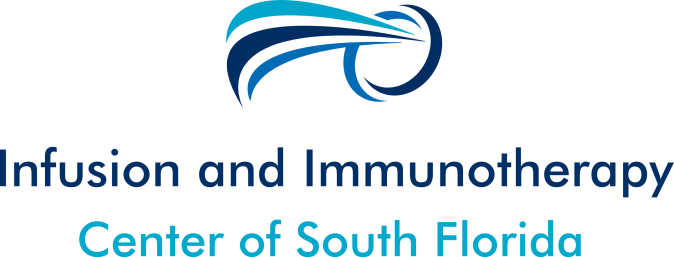 Infusion and Immunotherapy
Center of South Florida